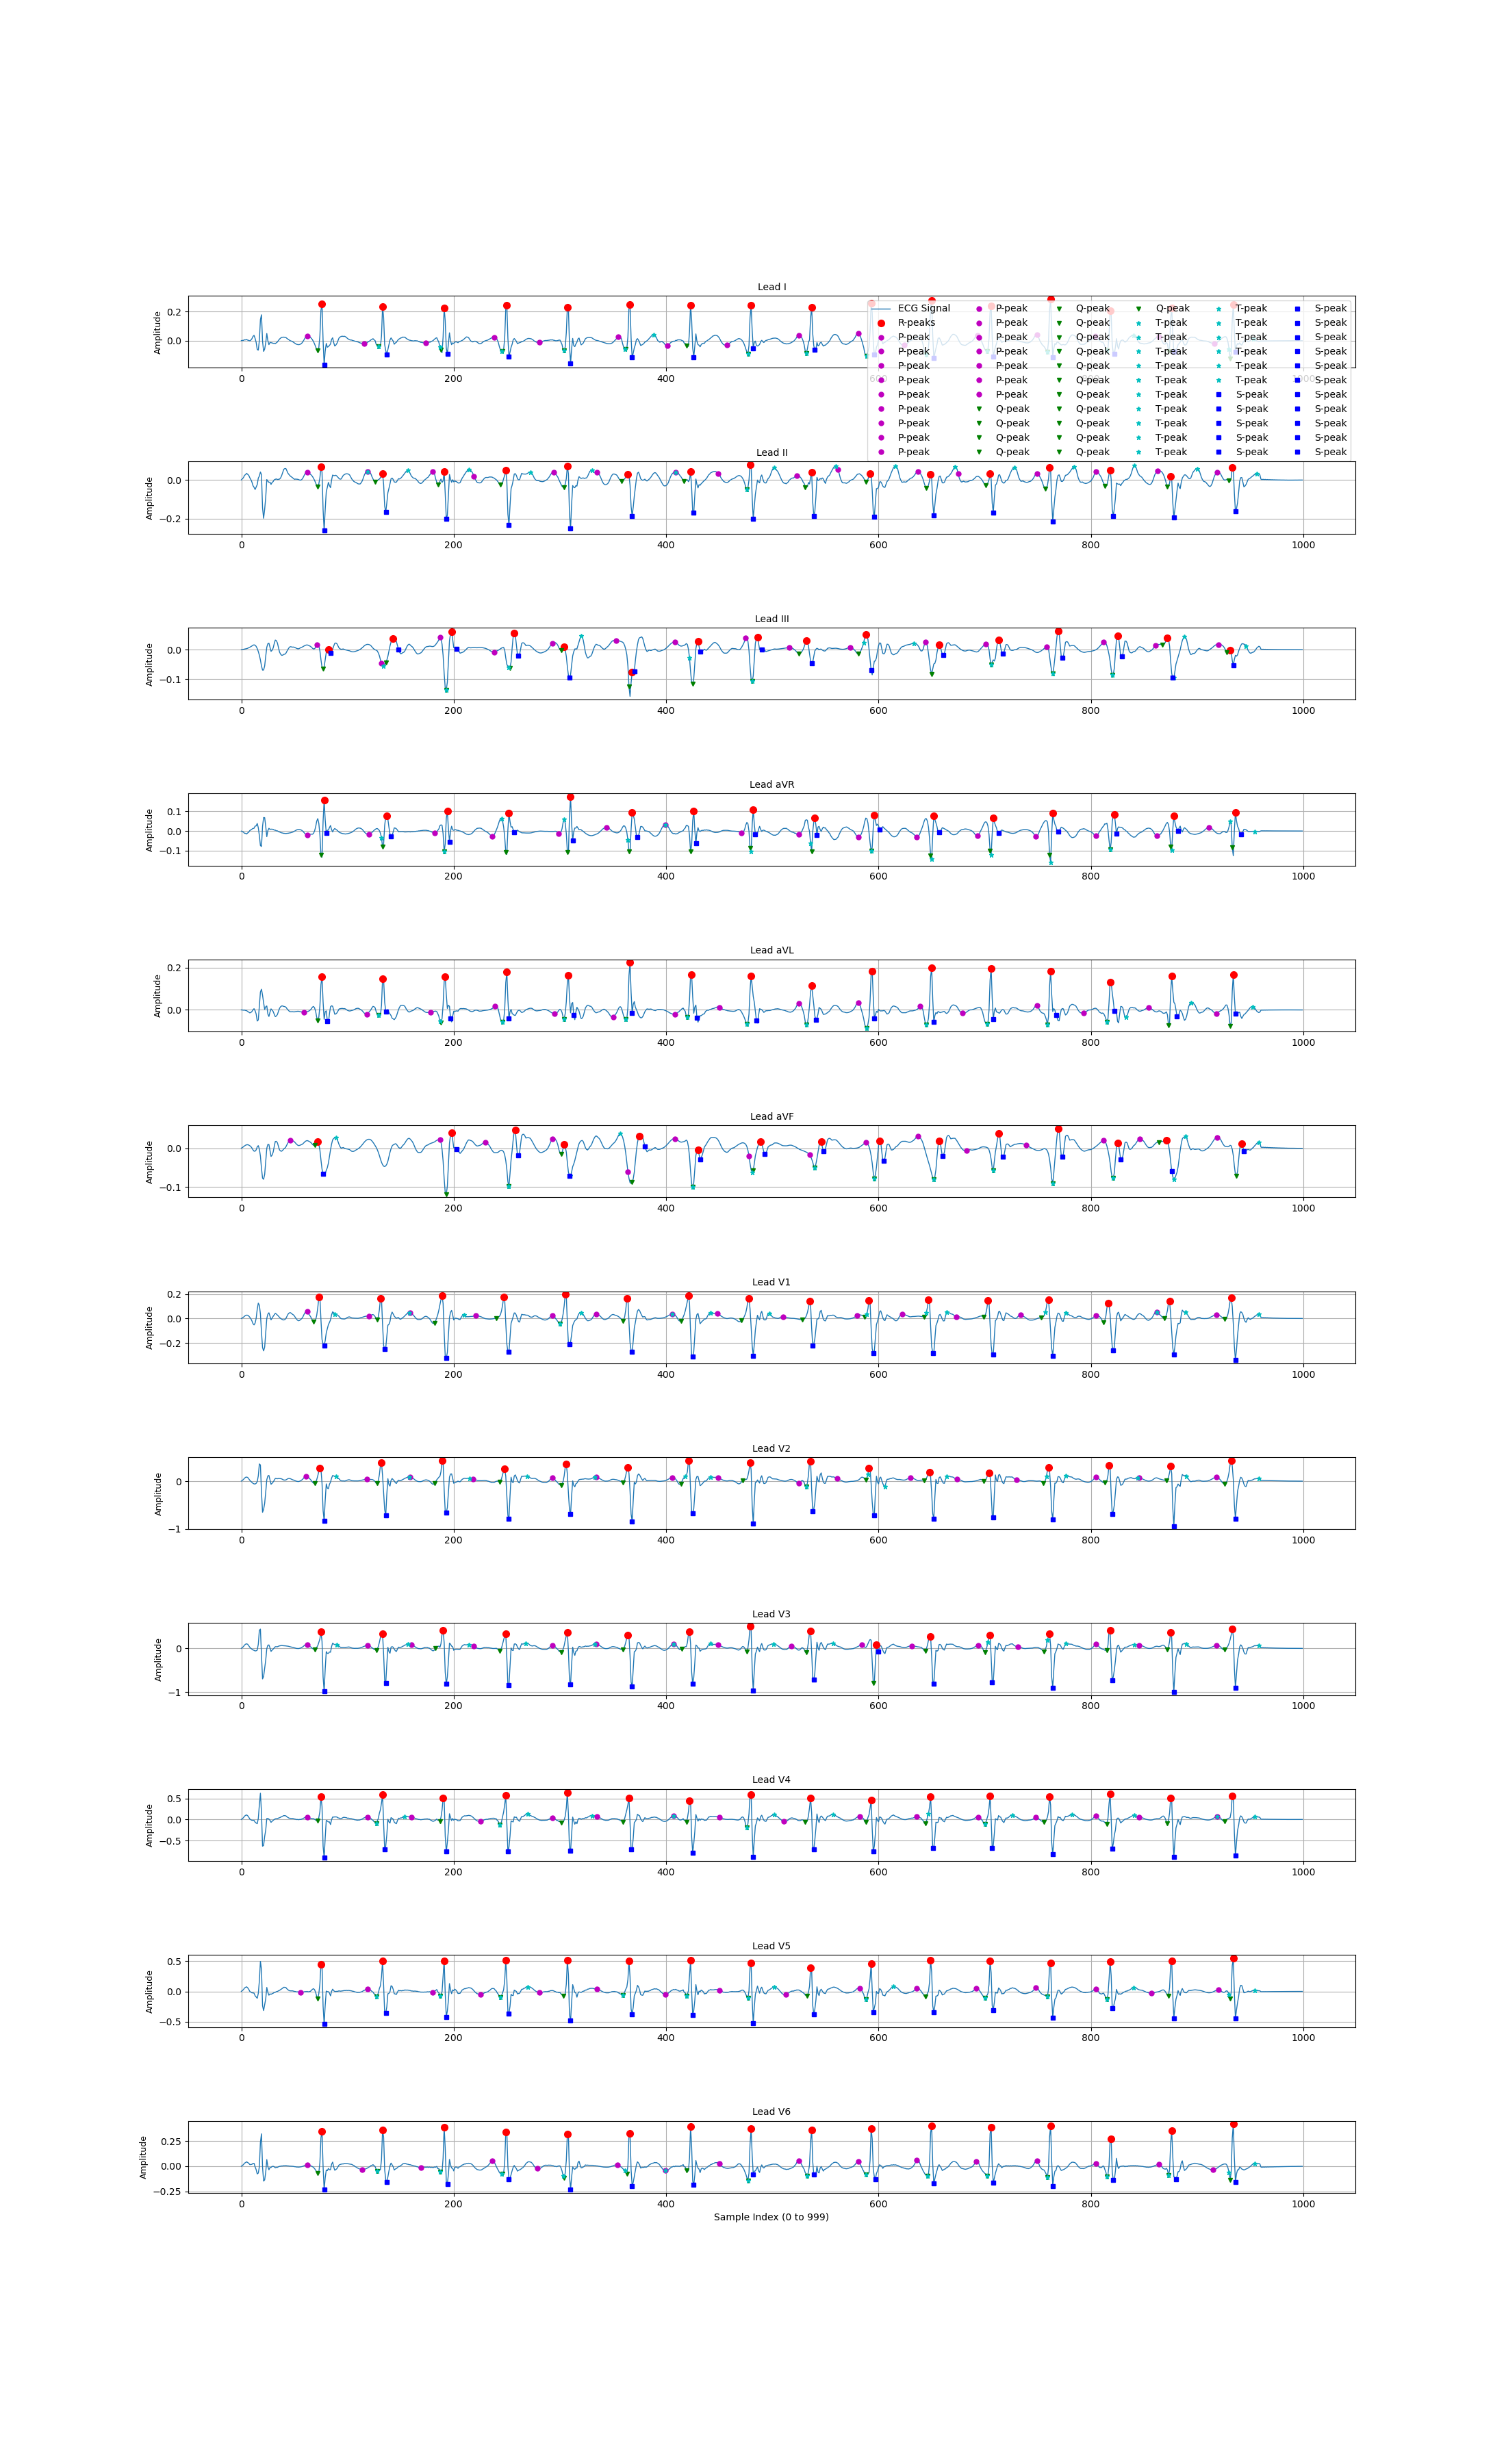 Lead I
Amplitude
0.2
0.0
0 200 400 600 1000
ECG Signal P-peak Q-peak Q-peak T-peak S-peak
R-peaks P-peak Q-peak T-peak T-peak S-peak
P-peak P-peak Q-peak T-peak T-peak S-peak
P-peak P-peak Q-peak T-peak T-peak S-peak
P-peak P-peak Q-peak T-peak T-peak S-peak
P-peak P-peak Q-peak T-peak T-peak S-peak
P-peak P-peak Q-peak T-peak S-peak S-peak
P-peak Q-peak Q-peak T-peak S-peak S-peak
P-peak Q-peak Q-peak T-peak S-peak S-peak
P-peak Q-peak Q-peak T-peak S-peak S-peak
P-peak Q-peak Q-peak T-peak S-peak S-peak
Lead II
Amplitude
0.0
−0.2
0 200 400 600 800 1000
Lead III
Amplitude
0.0
−0.1
0 200 400 600 800 1000
Lead aVR
Amplitude
0.1
0.0
−0.1
0 200 400 600 800 1000
Lead aVL
Amplitude
0.2
0.0
0 200 400 600 800 1000
Lead aVF
Amplitude
0.0
−0.1
0 200 400 600 800 1000
Lead V1
Amplitude
0.2
0.0
−0.2
0 200 400 600 800 1000
Lead V2
Amplitude
0
−1
0 200 400 600 800 1000
Lead V3
Amplitude
0
−1
0 200 400 600 800 1000
Lead V4
Amplitude
0.5
0.0
−0.5
0 200 400 600 800 1000
Lead V5
Amplitude
0.5
0.0
−0.5
0 200 400 600 800 1000
Lead V6
Amplitude
0.25
0.00
−0.25
0 200 400 600 800 1000
Sample Index (0 to 999)